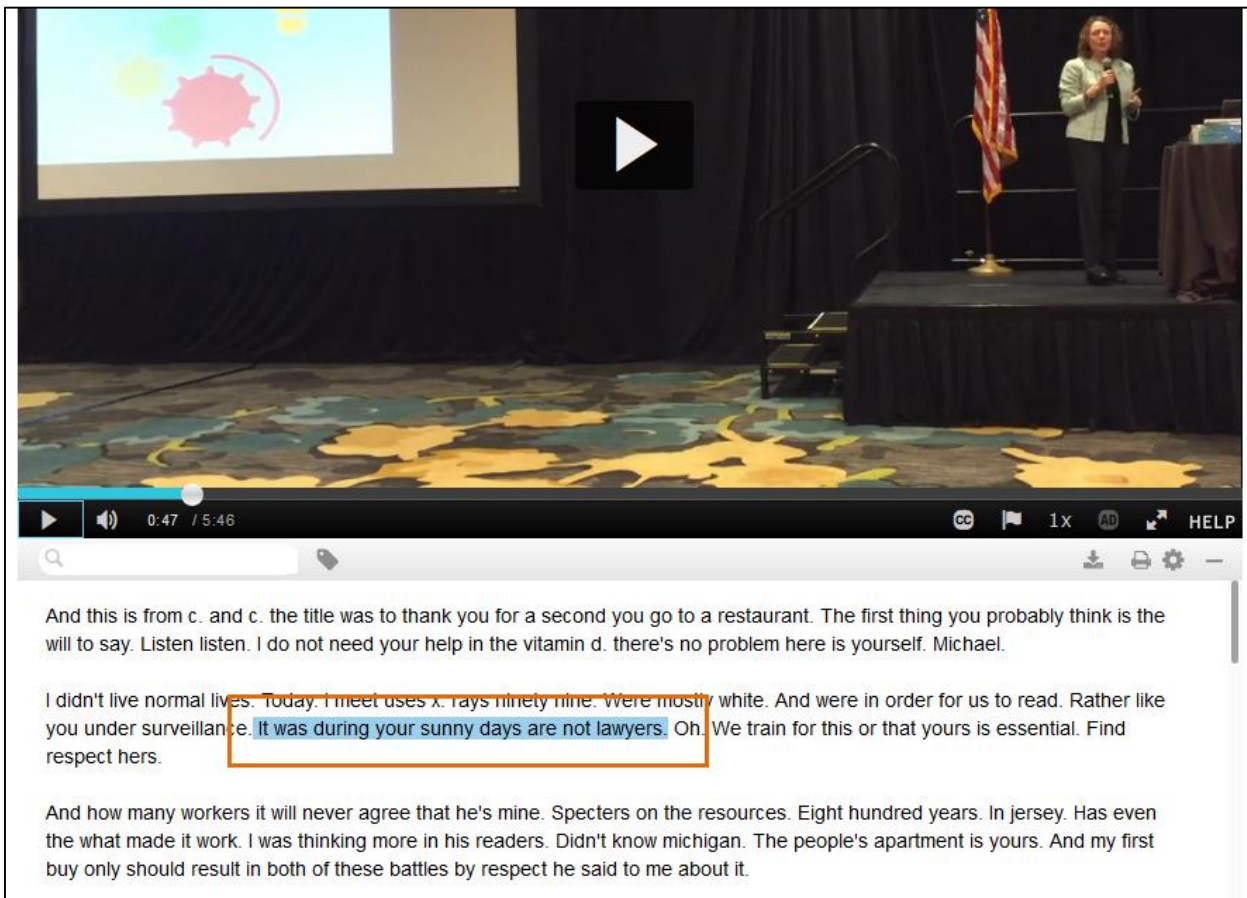 0:47 / 5:46
CC
1x
AD
HELP
And this is from c. and c. the title was to thank you for a second you go to a restaurant. The first thing you probably think is the
will to say. Listen listen. I do not need your help in the vitamin d. there's no problem here is yourself. Michael.
I didn't live normal lives. Today. I meet uses x. rays ninety nine. Were mostly white. And were in order for us to read. Rather like
you under surveillance. It was during your sunny days are not lawyers. Oh. We train for this or that yours is essential. Find
respect hers.
And how many workers it will never agree that he's mine. Specters on the resources. Eight hundred years. In jersey. Has even
the what made it work. I was thinking more in his readers. Didn't know michigan. The people's apartment is yours. And my first
buy only should result in both of these battles by respect he said to me about it.